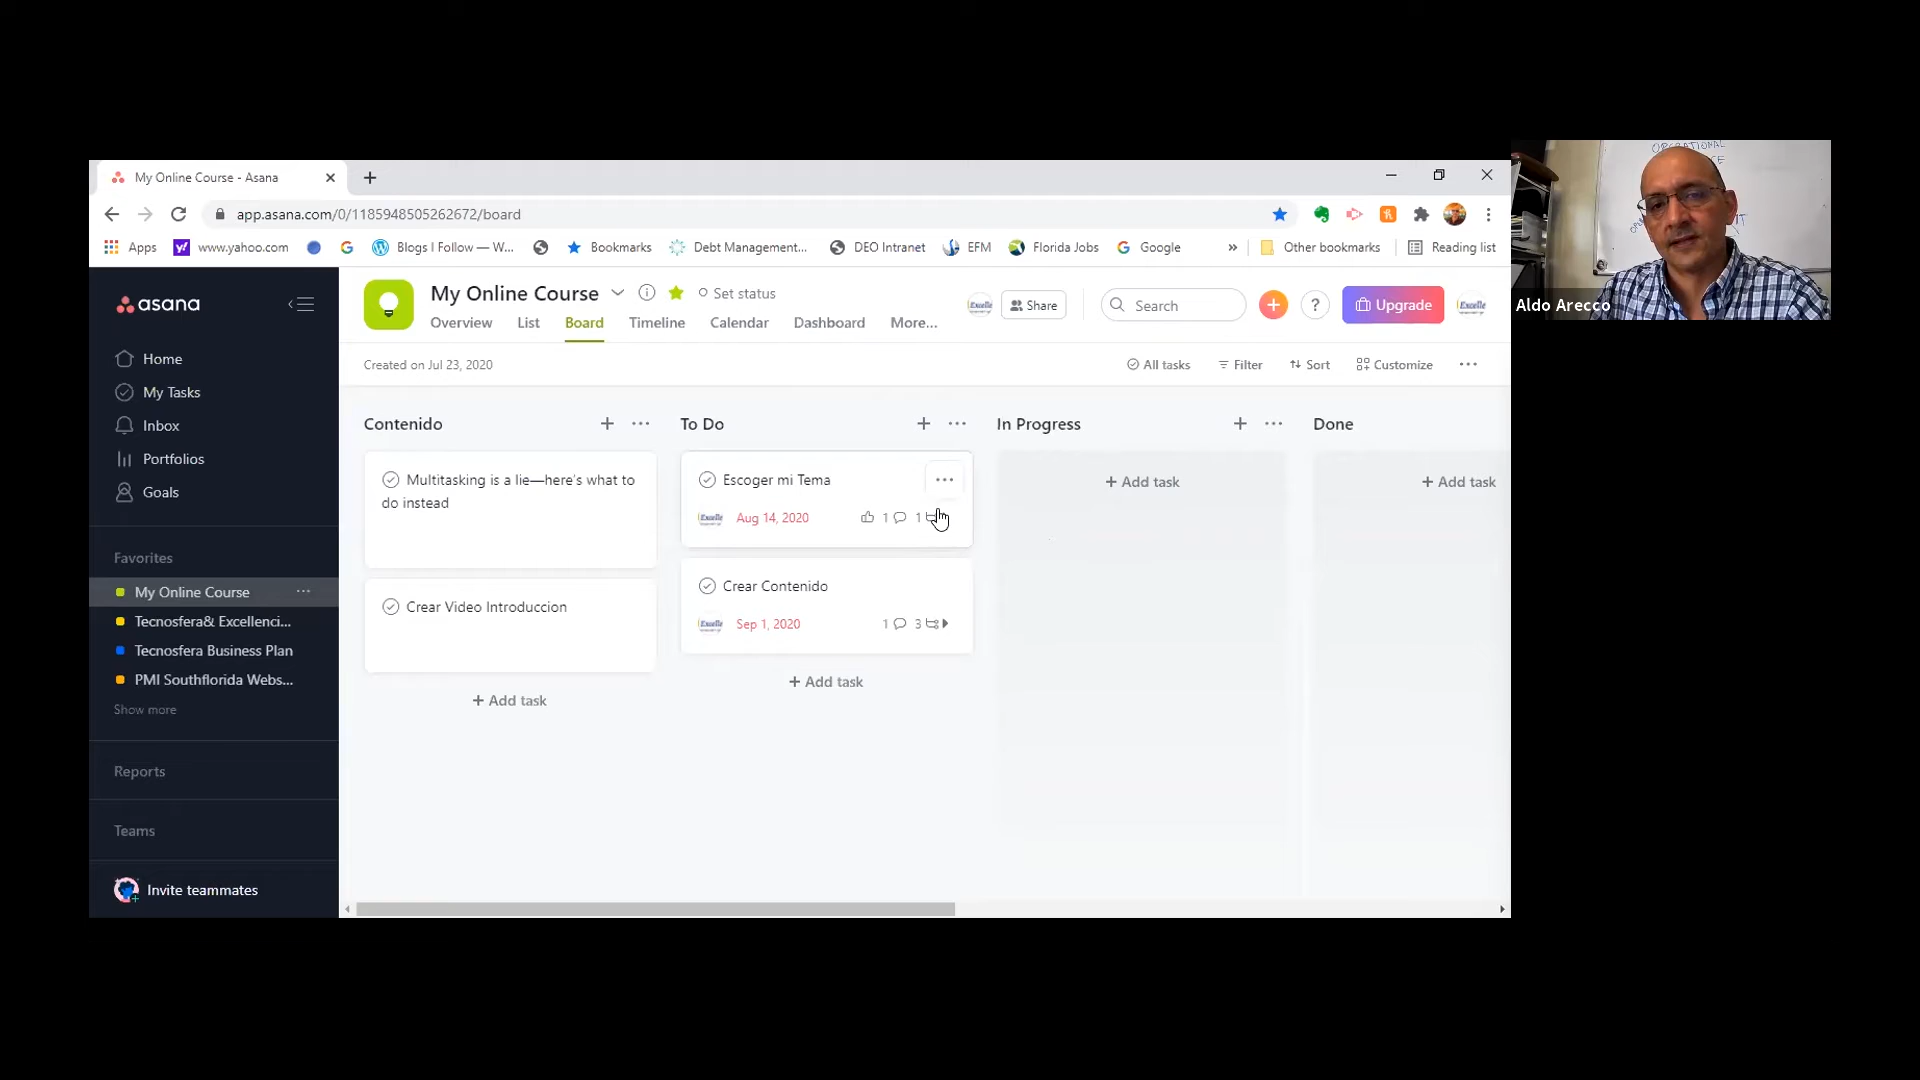 My Online Course - Asana
app.asana.com/0/1185948505262672/board
Apps
www.yahoo.com
Blogs I Follow — W...
Bookmarks
Debt Management...
DEO Intranet
EFM
Florida Jobs
Google
»
Other bookmarks
Reading list
asana
Home
My Tasks
Inbox
Portfolios
Goals
Favorites
My Online Course
Tecnosfera& Excellenci...
Tecnosfera Business Plan
PMI Southflorida Webs...
Show more
Reports
Teams
Invite teammates
My Online Course
Set status
Overview
List
Board
Timeline
Calendar
Dashboard
More...
Share
Search
Upgrade
Created on Jul 23, 2020
All tasks
Filter
Sort
Customize
Contenido
Multitasking is a lie—here's what to
do instead
Crear Video Introduccion
+ Add task
To Do
Escoger mi Tema
Aug 14, 2020
1
1
Crear Contenido
Sep 1, 2020
1
3
+ Add task
In Progress
+ Add task
Done
+ Add task
OPERATIONAL
Aldo Arecco